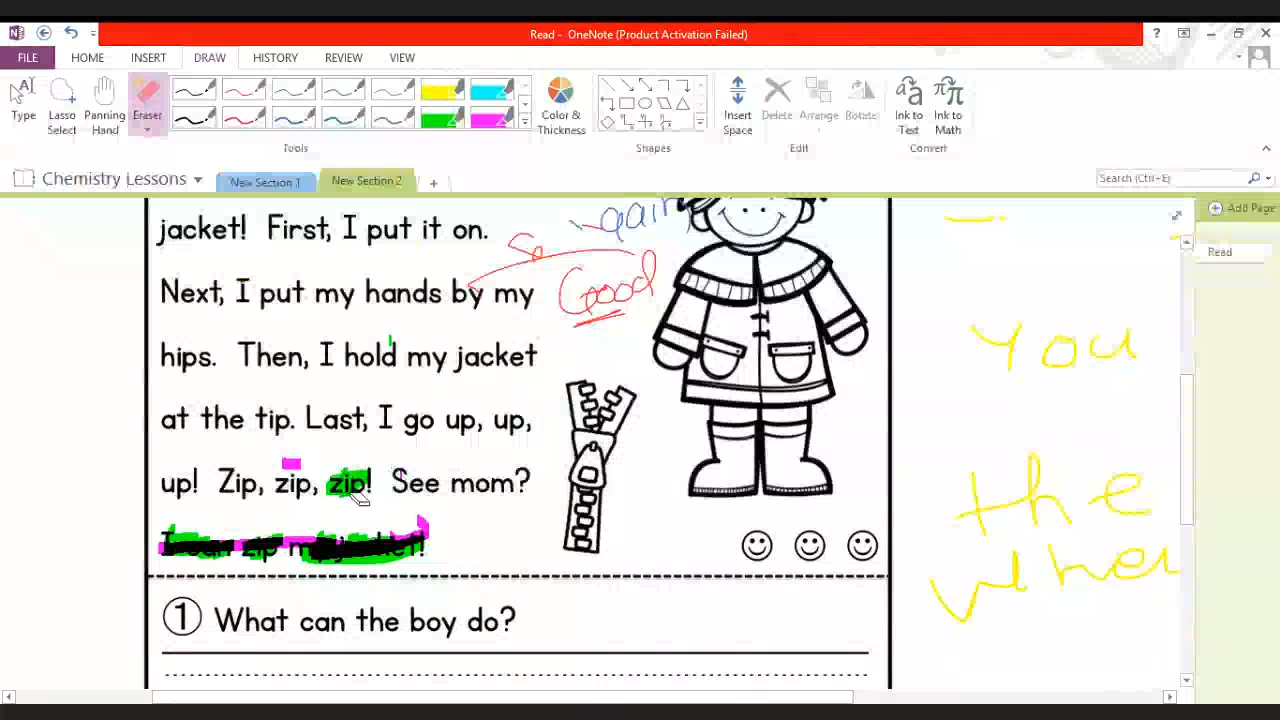 Read - OneNote (Product Activation Failed)
FILE HOME INSERT DRAW HISTORY REVIEW VIEW
Type Lasso Select Panning Hand Eraser Color & Thickness Insert Space Delete Arrange Rotate Ink to Text Ink to Math
Tools Shapes Edit Convert
Chemistry Lessons New Section 1 New Section 2 + Search (Ctrl+E)
Add Page
Read
jacket! First, I put it on.
So
Good
Next, I put my hands by my
hips. Then, I hold my jacket
at the tip. Last, I go up, up,
up! Zip, zip, zip! See mom?
I can zip my
You
the
when
1 What can the boy do?